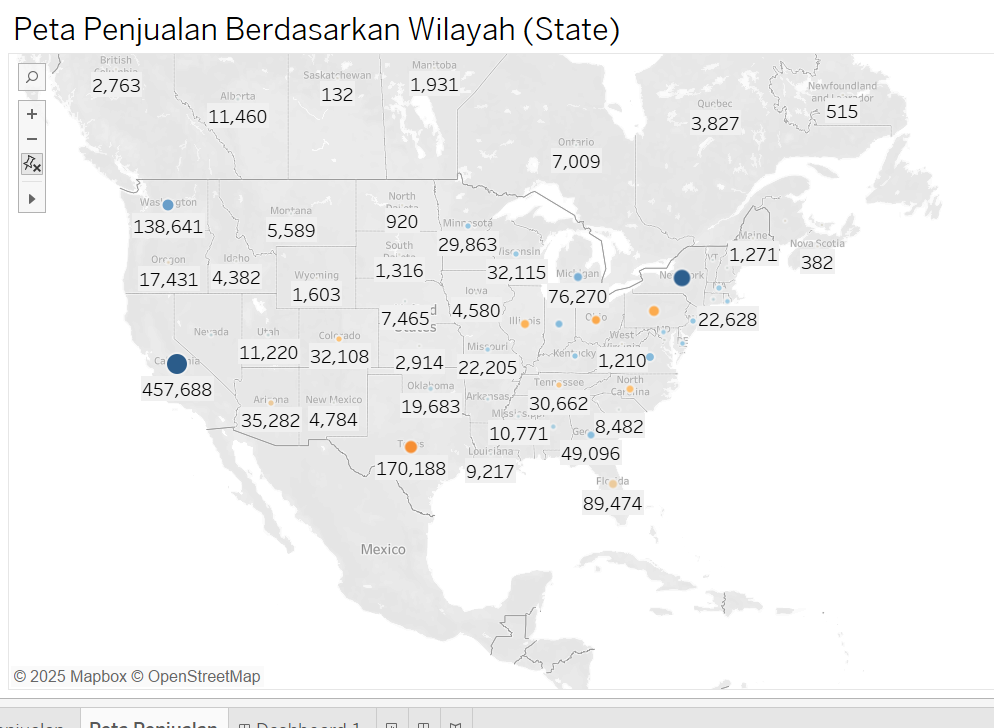 Peta Penjualan Berdasarkan Wilayah (State)
British
2,763
Alberta
11,460
Saskatchewan
132
Manitoba
1,931
Ontario
7,009
Quebec
3,827
Newfoundland
and Labrador
515
Washington
138,641
Montana
5,589
North
Dakota
920
Minnesota
29,863
Wisconsin
32,115
Michigan
76,270
New York
Maine
1,271
Nova Scotia
382
Oregon
17,431
Idaho
4,382
Wyoming
1,603
South
Dakota
1,316
Iowa
4,580
7,465
States
Illinois
Ohio
22,628
Nevada
Utah
11,220
Colorado
32,108
2,914
Missouri
22,205
Kentucky
West
Virginia
1,210
California
457,688
Arizona
35,282
New Mexico
4,784
Oklahoma
19,683
Arkansas
Tennessee
30,662
North
Carolina
8,482
Mississippi
10,771
49,096
Texas
170,188
Louisiana
9,217
Florida
89,474
Mexico
© 2025 Mapbox © OpenStreetMap
Peta Penjualan
Dashboard 1